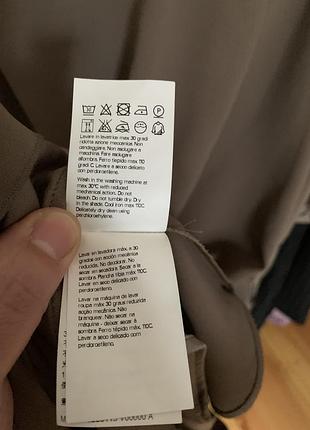 Lavare in lavatrice max 30 gradi
ridotta azione meccanica. Non
candeggiare. Non asciugare a
macchina. Fare asciugare
all'ombra. Ferro tiepido max 110
gradi C. Lavare a secco delicato
con percloroetilene.
Wash in the washing machine at
max 30°C with reduced
mechanical action. Do not
bleach. Do not tumble dry. Dry
in the shade. Cool iron max 110C.
Delicately dry clean using
perchloroethylene.
Lavar en lavadora máx. a 30
grados con acción mecánica
reducida. No decolorar. No
secar en secadora. Secar a la
sombra. Plancha tibia máx 110C.
Lavar en seco delicado con
percloroetileno.
Lavar na máquina de lavar
roupa máx 30 graus reduzida
acção mecânica. Não
branquear. Não secar na
máquina - deixar secar à
sombra. Ferro tépido máx. 110C.
Lavar a seco delicado com
percloroetileno.
V00000 A